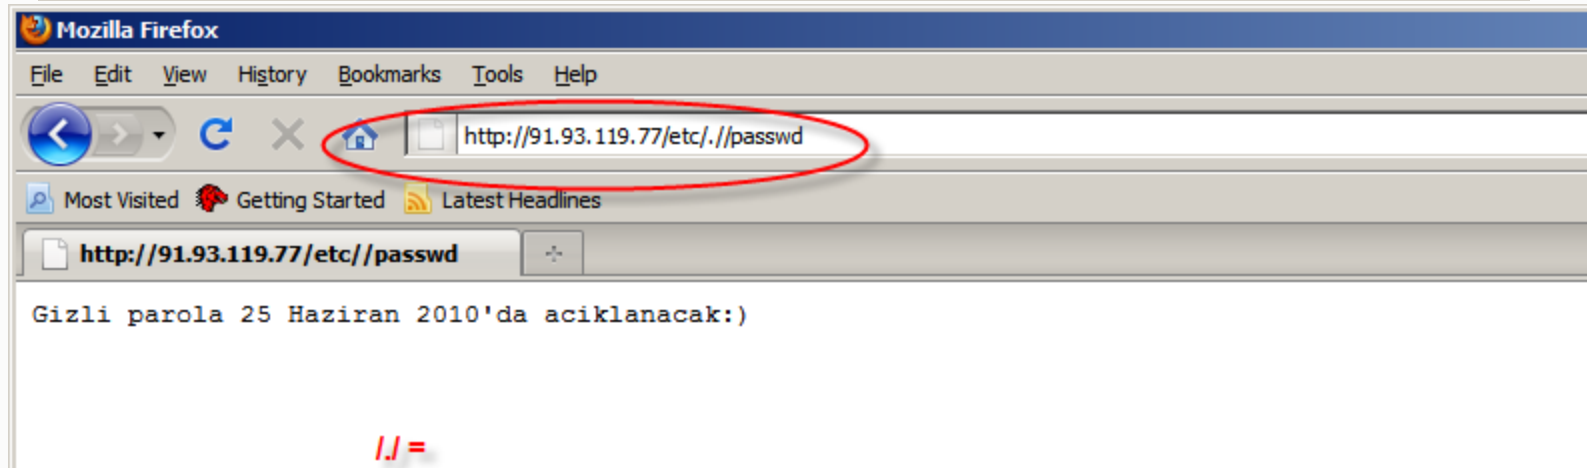 Mozilla Firefox
File Edit View History Bookmarks Tools Help
http://91.93.119.77/etc/.//passwd
Most Visited Getting Started Latest Headlines
http://91.93.119.77/etc//passwd
Gizli parola 25 Haziran 2010'da aciklanacak:)
/./ =